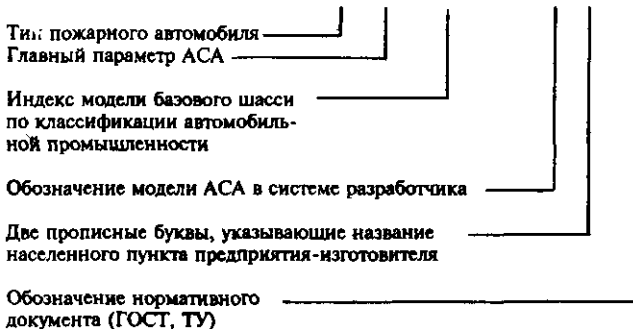 Тип пожарного автомобиля
Главный параметр АСА
Индекс модели базового шасси
по классификации автомобиль-
ной промышленности
Обозначение модели АСА в системе разработчика
Две прописные буквы, указывающие название
населенного пункта предприятия-изготовителя
Обозначение нормативного
документа (ГОСТ, ТУ)